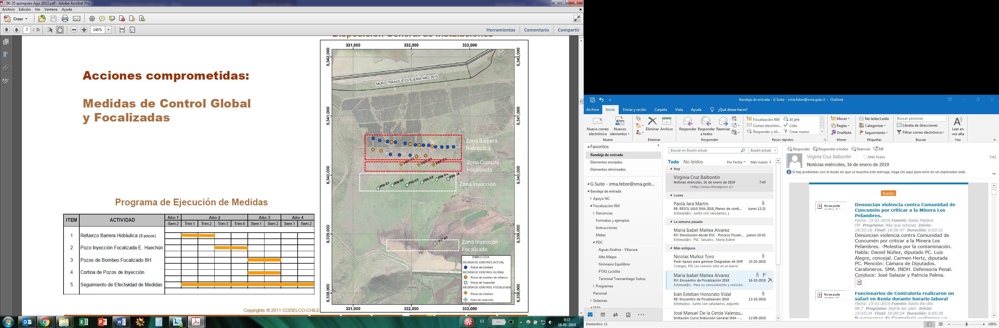 00 25 quinquies Ago 2013.pdf - Adobe Acrobat Pro
Archivo Edición Ver Ventana Ayuda
Crear
7 / 31
140%
Herramientas Comentario Compartir
Disposición General de Instalaciones
Acciones comprometidas:
Medidas de Control Global
y Focalizadas
Programa de Ejecución de Medidas
ITEM ACTIVIDAD Año 1 Año 2 Año 3 Año 4
Sem 2 Trim 1 Trim 2 Trim 3 Trim 4 Sem 1 Sem 2 Sem 1 Sem 2
1 Refuerzo Barrera Hidráulica (8 pozos)
2 Pozo Inyección Focalizada E. Huechún
3 Pozos de Bombeo Focalizado BH
4 Cortina de Pozos de Inyección
5 Seguimiento de Efectividad de Medidas
Copyrights © 2011 CODELCO-CHILE
331,000 332,000 333,000
6,342,000 6,342,000
MURO TRANQUE OVEJERÍA AÑO 2015
6,341,000 6,341,000
Zona Barrera
Hidráulica
PBF-01 PBF-02 PBF-03
Zona Captura
Focalizada
6,340,000 6,340,000
PIN-01 PIN-06 PIN-05 PIN-02 PIN-04
Zona Inyección
6,339,000 6,339,000
Zona Inyección
Focalizada
SIMBOLOGÍA
MEDIDA DE CONTROL ACTUAL
Pozos de bombeo
MEDIDA DE CONTROL GLOBAL
Pozos de bombeo de refuerzo
Pozos de Inyección
MEDIDA DE CONTROL FOCALIZADA
Pozos de bombeo
Pozo de inyección
6,338,000 6,338,000
331,000 332,000 333,000
ES
9:37
16-01-2019
Bandeja de entrada - G Suite - irma.febre@sma.gob.cl - Outlook
Archivo Inicio Enviar y recibir Carpeta Vista Ayuda ¿Qué desea hacer?
Nuevo correo electrónico
Nuevos elementos
Nuevo
Eliminar Archivo
Eliminar
Responder
Responder a todos
Reenviar
Responder
Fiscalización RM
Correo electróni...
Responder y eli...
Al jefe
Listo
Crear nuevo
Pasos rápidos
Mover
Reglas
OneNote
Mover
No leído/Leído
Categorizar
Seguimiento
Etiquetas
Buscar personas
Libreta de direcciones
Filtrar correo electrónico
Buscar
Leer en voz alta
Voz
Favoritos
Bandeja de entrada
Elementos enviados
Elementos eliminados
G Suite - irma.febre@sma.gob...
Bandeja de entrada
Apoyo NC
Fiscalización RM
Denuncias
Formatos y ejemplos
Instrucciones
Metas
PDC
Aguas Andina - Vitacura
Alto Maipo
Gimnasio Equilibrio
PTAS La Islita
Terminal Transantiago Subus
Programas
Personal
Sistemas
SMA
Elementos: 11
Buscar en Buzón actual
Buzón actual
Todo No leídos Por Fecha Más nuevo
Hoy
Virginia Cruz Balbontin
Noticias miércoles, 16 de enero de 2019 7:45
<http://www.litoralpress.cl>
Lunes
Paola Jara Martin
RE: RESOL 1610 SMA 2018_Planes de conti... lunes 12:21
Estimad@s: Junto con saludarlos, y
La semana pasada
Maria Isabel Mallea Alvarez
RV: Devolución desde DSC - Proceso Fiscali... jueves 10-01
Estimad@s: PSI. Saludos. Maria Isabel
Más antiguos
Nicolas Muñoz Toro
Fwd: Apoyo para generar Diagramas de Stiff 23-10-2018
Colegas, PSI. Les reenvío esto en el marco
Maria Isabel Mallea Alvarez
RV: Encuentro de Fiscalización 2018 16-10-2018
Estimad@s: Para su conocimiento y revisión.
Iván Esteban Honorato Vidal
RE: Encuentro de Fiscalización 2018 12-10-2018
Estimados: Junto con saludarlos, adjunto
José Manuel De la Cerda Valenzu...
Invitación Curso Inducción General SMA - ... 12-09-2018
Responder Responder a todos Reenviar MI
Virginia Cruz Balbontin SMA-Todos 7:42
Noticias miércoles, 16 de enero de 2019
Si hay problemas con el modo en que se muestra este mensaje, haga clic aquí para verlo en un explorador web.
Radio
No se pude
Denuncian violencia contra Comunidad de
Cuncumén por criticar a la Minera Los
Pelambres.
Fecha: 15-01-2019 Fuente: Radio Madero
FM Programa: Más que noticias Inicio:
18:53:16 Final: 18:56:47 Duración: 0:03:31
Denuncian violencia contra Comunidad de
Cuncumén por criticar a la Minera Los
Pelambres. -Molestia por la contaminación.
Habla: Daniel Núñez, diputado PC. Luis
Alegre, concejal. Carmen Hertz, diputada
PC. Mención: Cámara de Diputados.
Carabineros. SMA. INDH. Defensoría Penal.
Conduce: José Salazar y Patricia Palma.
No se pude
Funcionarios de Contraloría realizaron un
safari en Kenia durante horario laboral
Fecha: 15-01-2019 Fuente: Radio Bio-Bio
99.7 Programa: Podría ser peor Inicio:
15:55:24 Final: 16:00:54 Duración: 0:05:30
Funcionarios de Contraloría realizaron un
100%